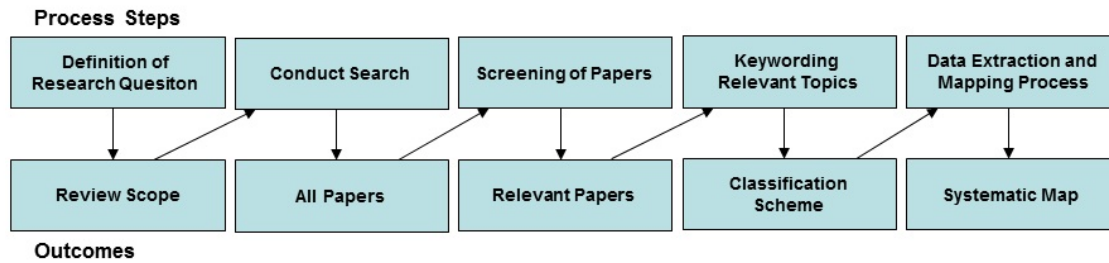 Process Steps
Definition of
Research Quesiton
Conduct Search
Screening of Papers
Keywording
Relevant Topics
Data Extraction and
Mapping Process
Review Scope
All Papers
Relevant Papers
Classification
Scheme
Systematic Map
Outcomes